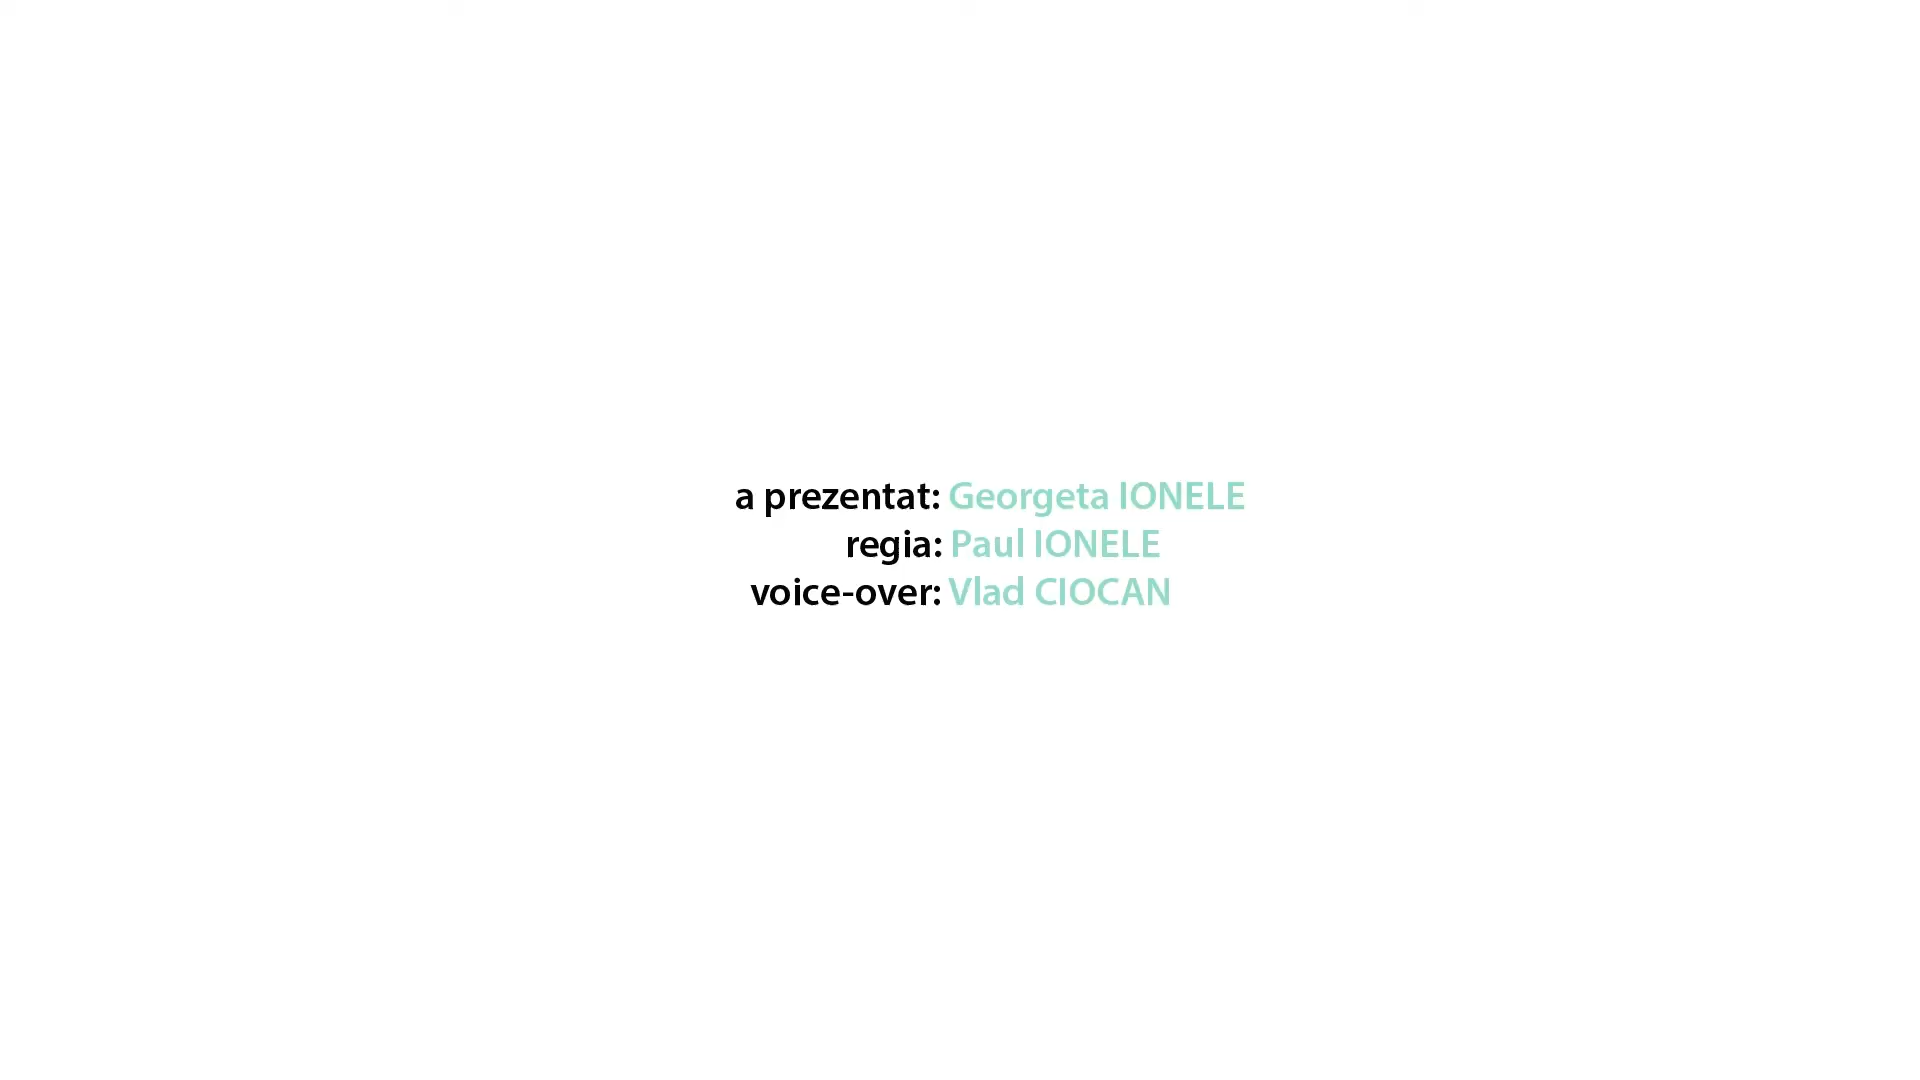 a prezentat: Georgeta IONELE
regia: Paul IONELE
voice-over: Vlad CIOCAN